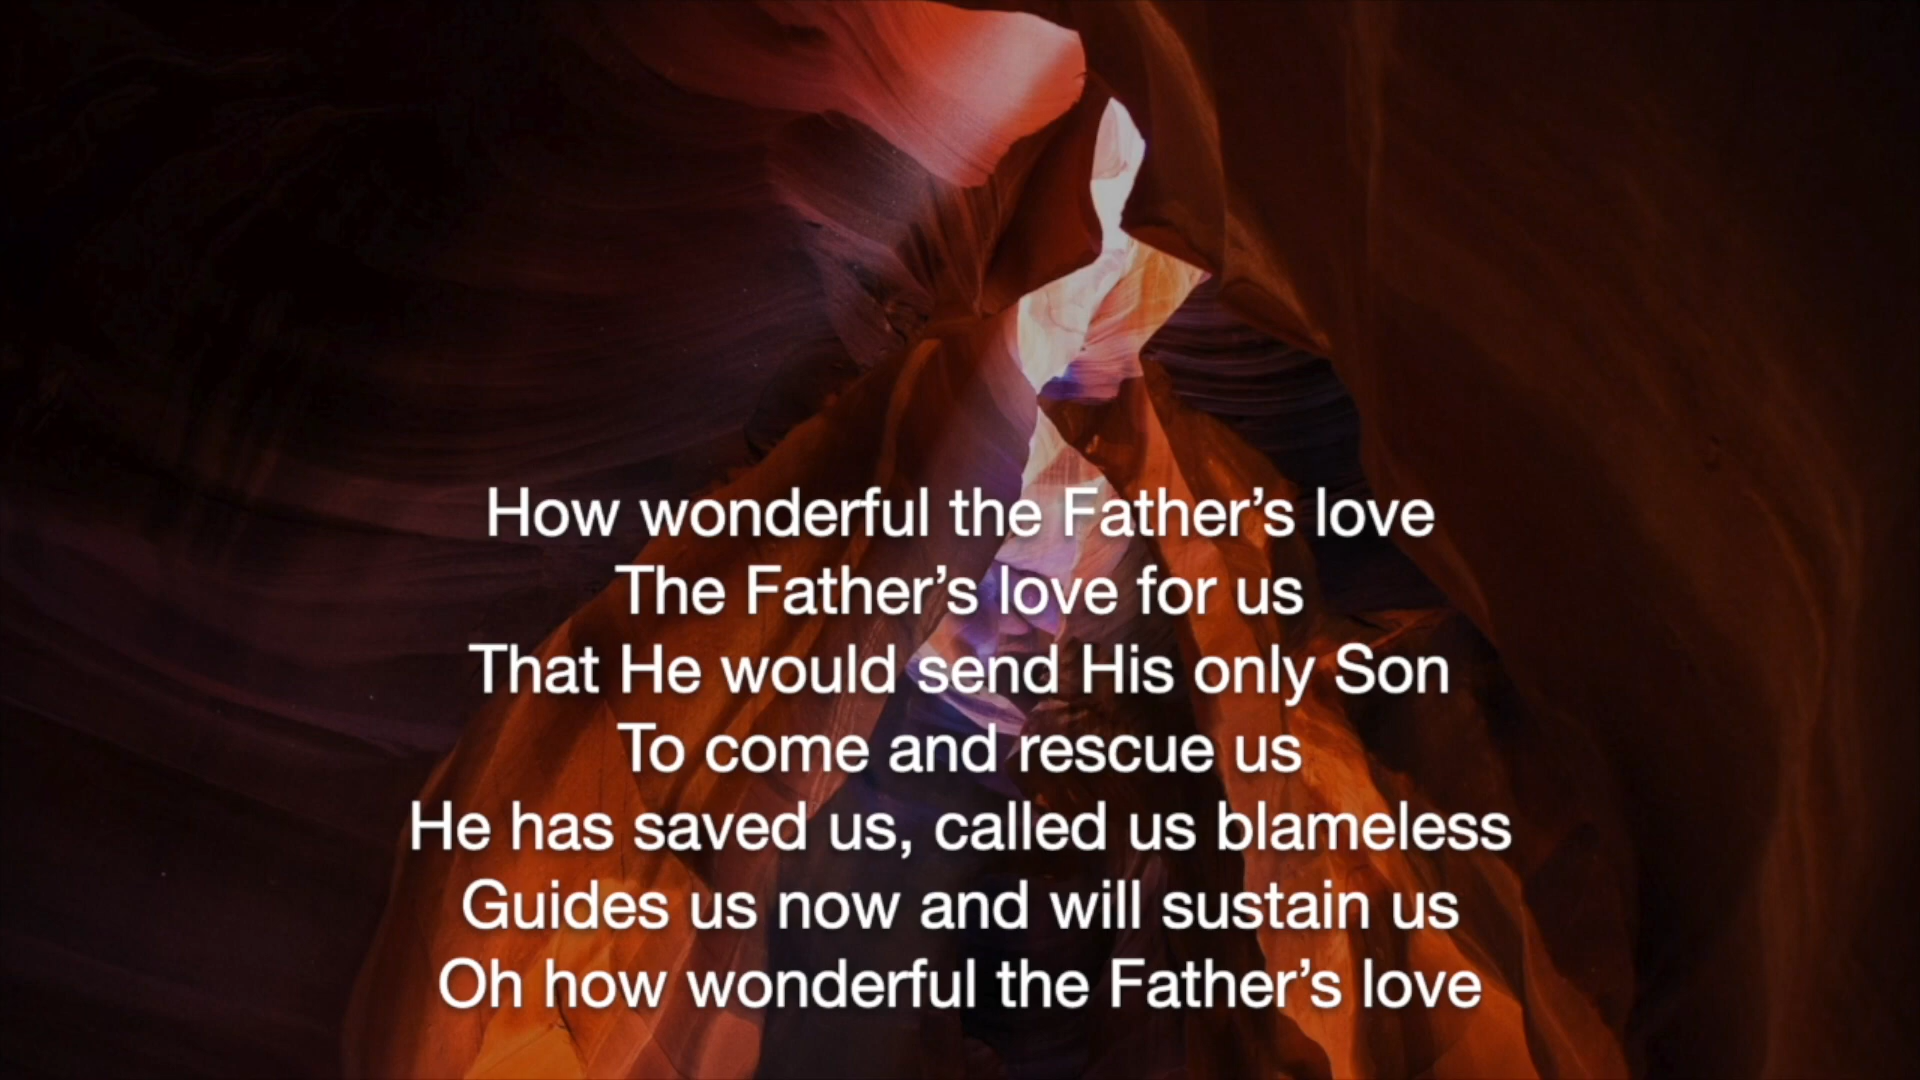 How wonderful the Father’s love
The Father’s love for us
That He would send His only Son
To come and rescue us
He has saved us, called us blameless
Guides us now and will sustain us
Oh how wonderful the Father’s love